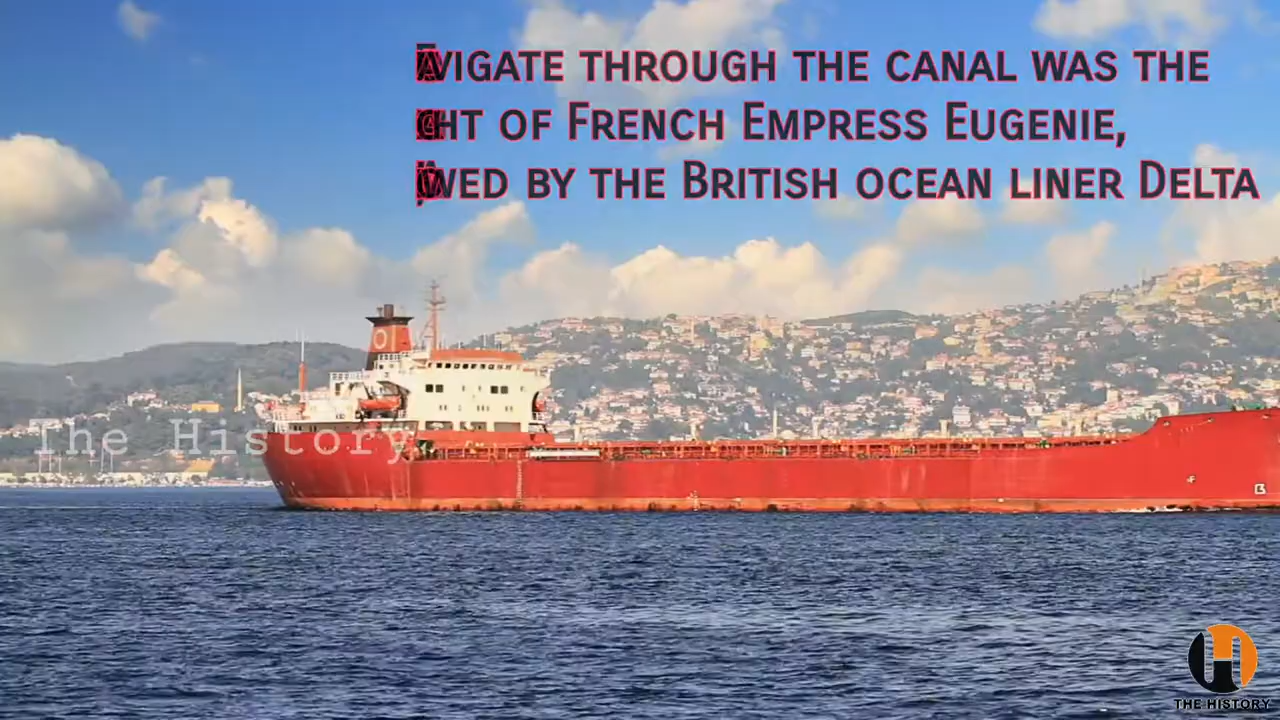 VIGATE THROUGH THE CANAL WAS THE
HT OF FRENCH EMPRESS EUGENIE,
WED BY THE BRITISH OCEAN LINER DELTA
The History
THE HISTORY